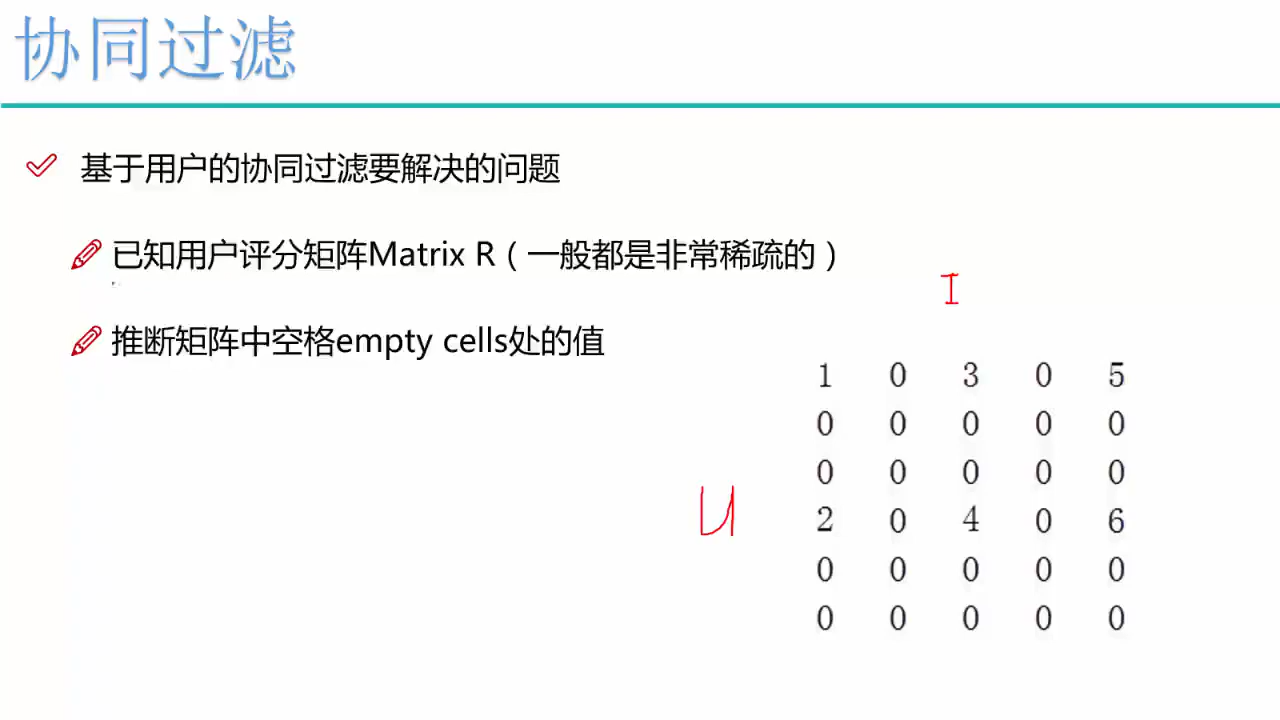 协同过滤
基于用户的协同过滤要解决的问题
已知用户评分矩阵Matrix R（一般都是非常稀疏的）
I
推断矩阵中空格empty cells处的值
1 0 3 0 5
0 0 0 0 0
0 0 0 0 0
U
2 0 4 0 6
0 0 0 0 0
0 0 0 0 0